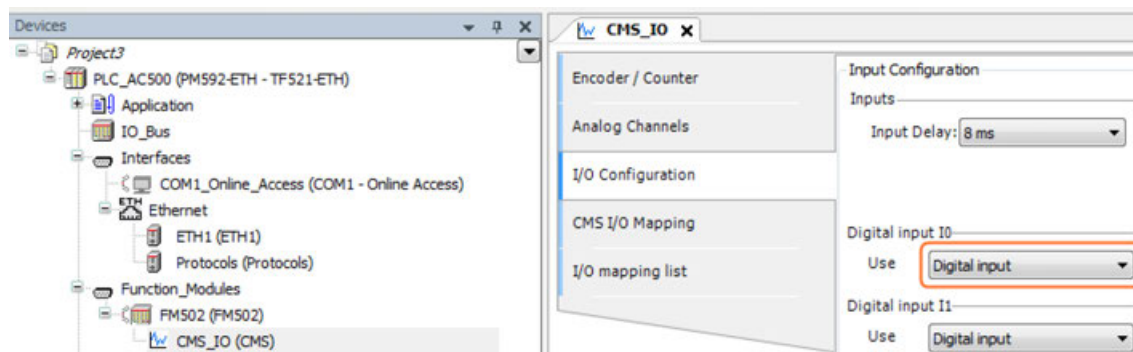 Devices
Project3
PLC_AC500 (PM592-ETH - TF521-ETH)
Application
IO_Bus
Interfaces
COM1_Online_Access (COM1 - Online Access)
ETH
Ethernet
ETH1 (ETH1)
Protocols (Protocols)
Function_Modules
FM502 (FM502)
CMS_IO (CMS)
CMS_IO
Encoder / Counter
Analog Channels
I/O Configuration
CMS I/O Mapping
I/O mapping list
Input Configuration
Inputs
Input Delay: 8 ms
Digital input I0
Use Digital input
Digital input I1
Use Digital input